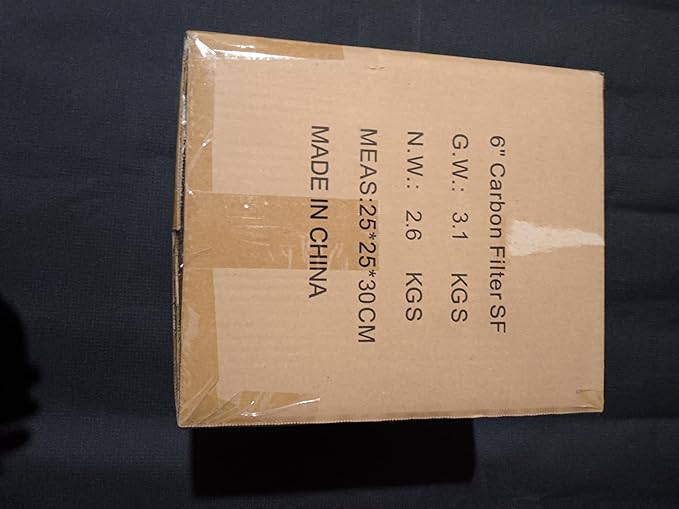 6" Carbon Filter SF
G.W.: 3.1 KGS
N.W.: 2.6 KGS
MEAS:25*25*30CM
MADE IN CHINA